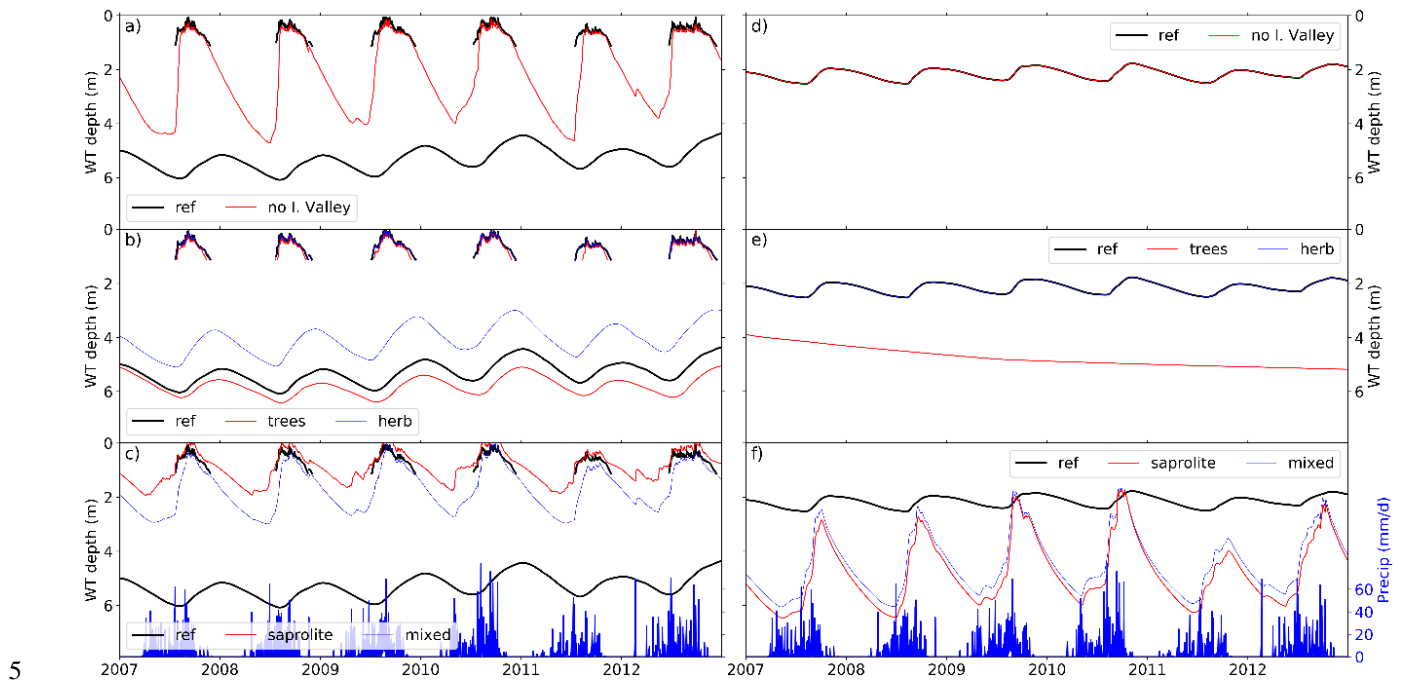 a)
0
2
4
6
WT depth (m)
ref
no I. Valley
d)
ref
no I. Valley
0
2
4
6
WT depth (m)
b)
2
4
6
WT depth (m)
ref
trees
herb
e)
ref
trees
herb
2
4
6
WT depth (m)
c)
0
2
4
6
WT depth (m)
ref
saprolite
mixed
f)
ref
saprolite
mixed
60
40
20
0
Precip (mm/d)
2007
2008
2009
2010
2011
2012
2007
2008
2009
2010
2011
2012
5